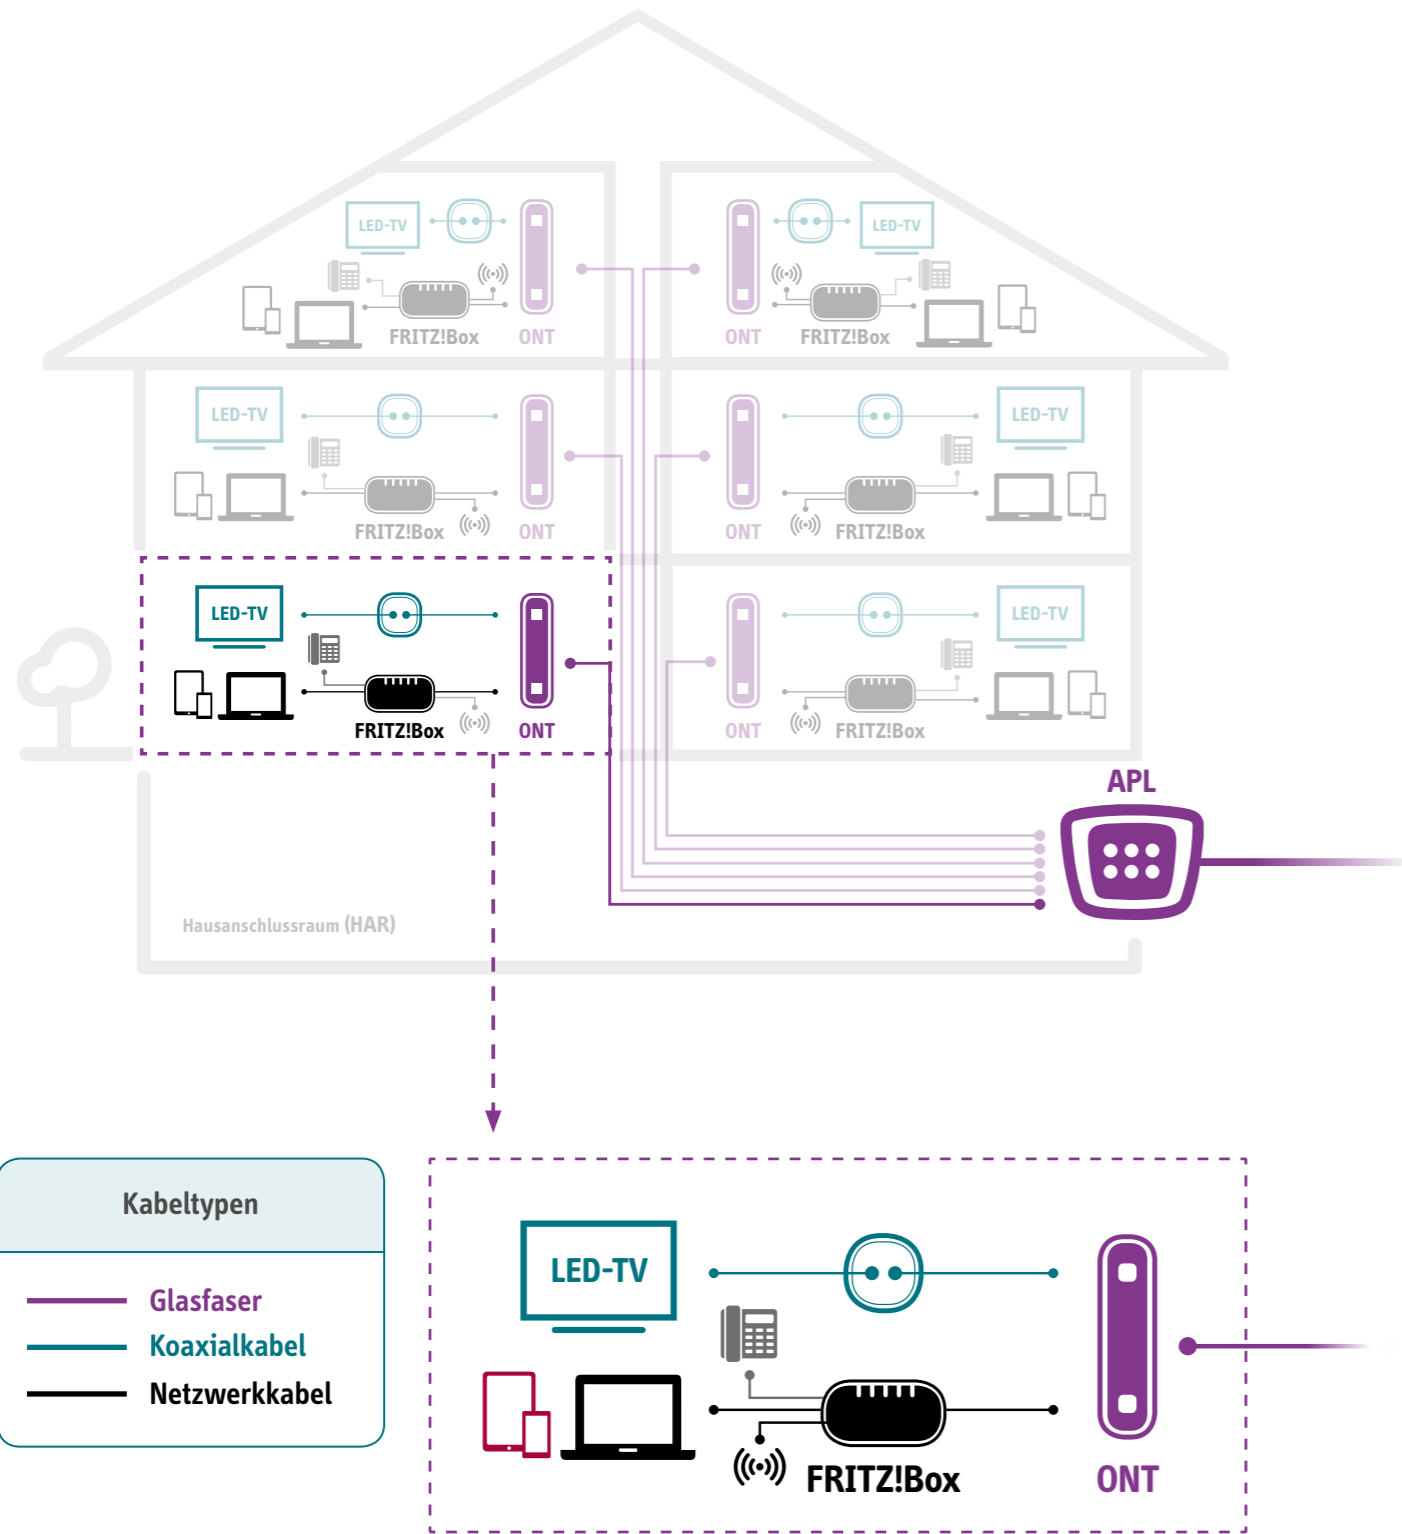 LED-TV
LED-TV
FRITZ!Box
ONT
ONT
FRITZ!Box
LED-TV
LED-TV
FRITZ!Box
ONT
ONT
FRITZ!Box
LED-TV
LED-TV
FRITZ!Box
ONT
ONT
FRITZ!Box
APL
Hausanschlussraum (HAR)
Kabeltypen
Glasfaser
Koaxialkabel
Netzwerkkabel
LED-TV
FRITZ!Box
ONT